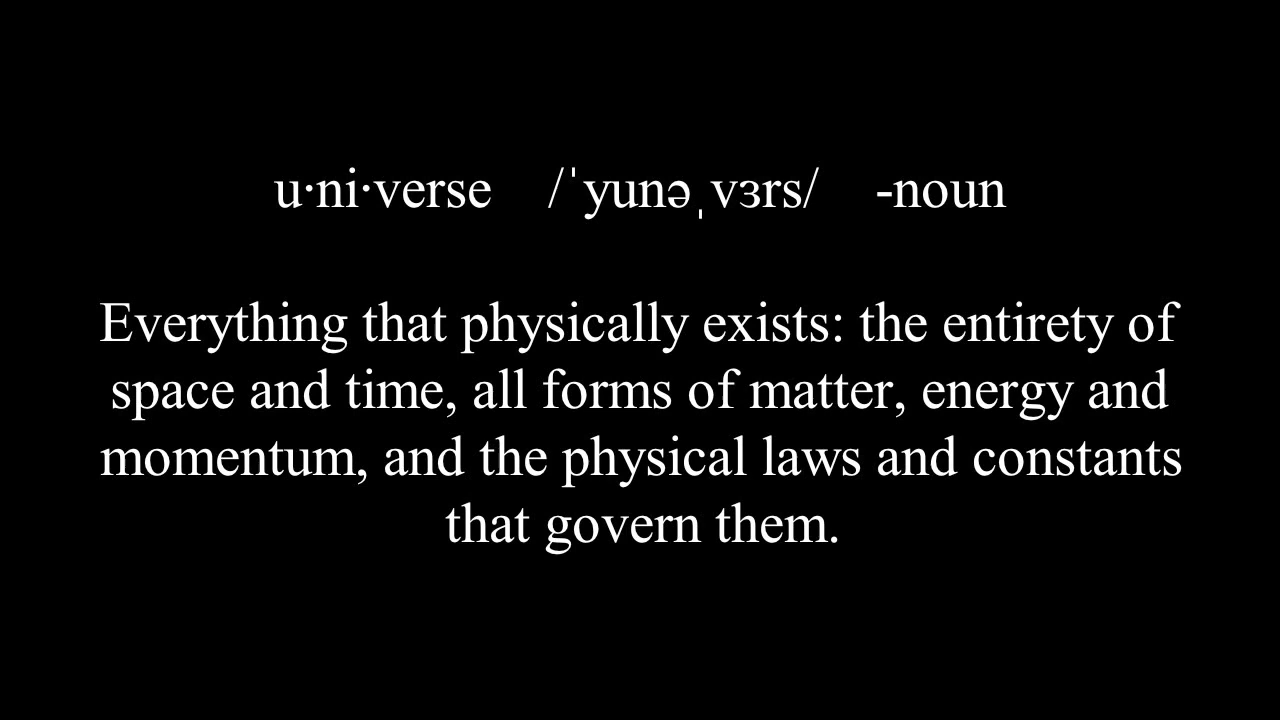 u·ni·verse /ˈyunəˌvɜrs/ -noun
Everything that physically exists: the entirety of
space and time, all forms of matter, energy and
momentum, and the physical laws and constants
that govern them.